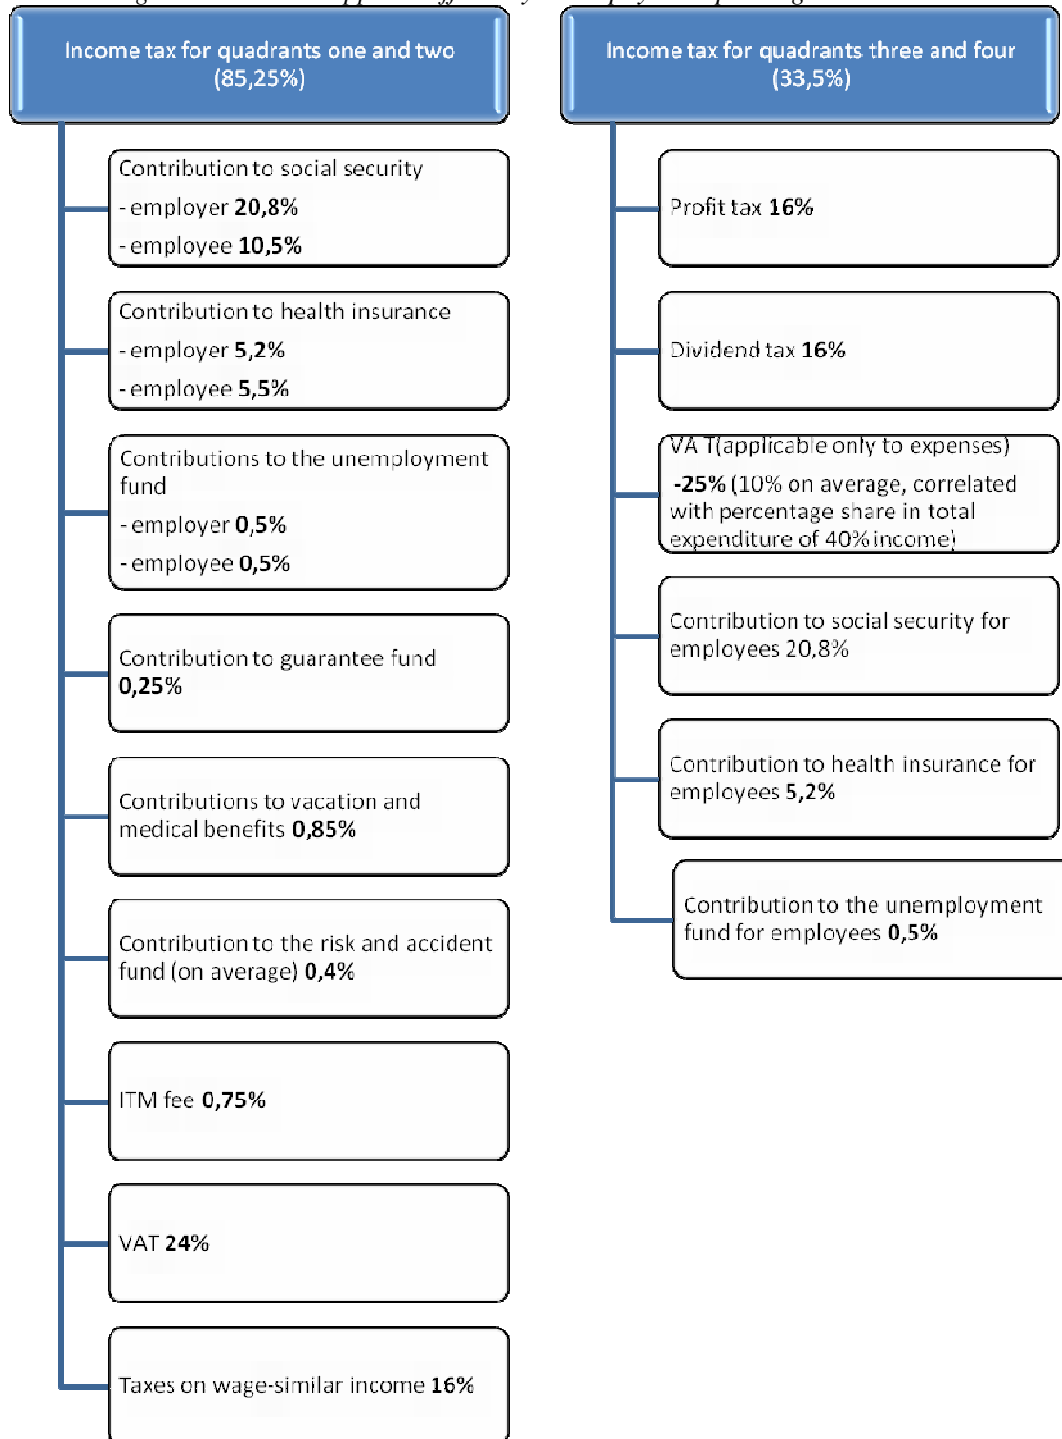 Income tax for quadrants one and two
(85,25%)
Contribution to social security
- employer 20,8%
- employee 10,5%
Contribution to health insurance
- employer 5,2%
- employee 5,5%
Contributions to the unemployment
fund
- employer 0,5%
- employee 0,5%
Contribution to guarantee fund
0,25%
Contributions to vacation and
medical benefits 0,85%
Contribution to the risk and accident
fund (on average) 0,4%
ITM fee 0,75%
VAT 24%
Taxes on wage-similar income 16%
Income tax for quadrants three and four
(33,5%)
Profit tax 16%
Dividend tax 16%
VA T(applicable only to expenses)
-25% (10% on average, correlated
with percentage share in total
expenditure of 40% income)
Contribution to social security for
employees 20,8%
Contribution to health insurance for
employees 5,2%
Contribution to the unemployment
fund for employees 0,5%